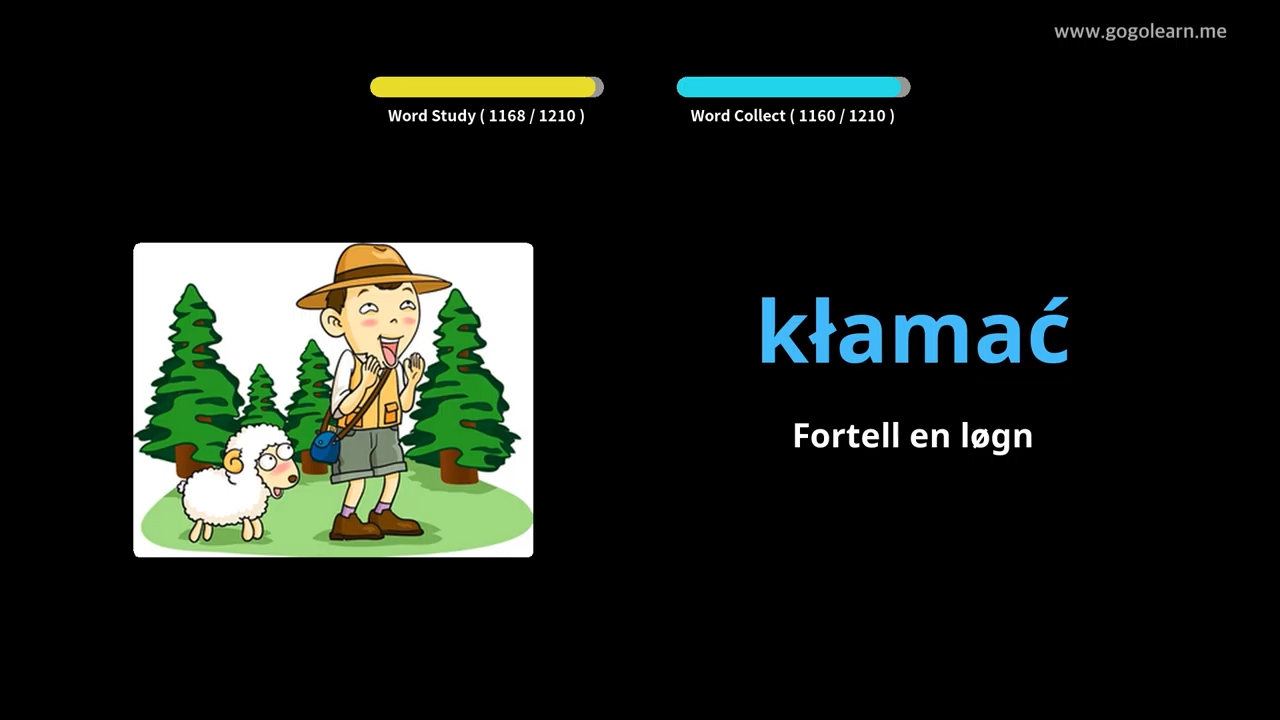 www.gogolearn.me
Word Study ( 1168 / 1210 )
Word Collect ( 1160 / 1210 )
kłamać
Fortell en løgn